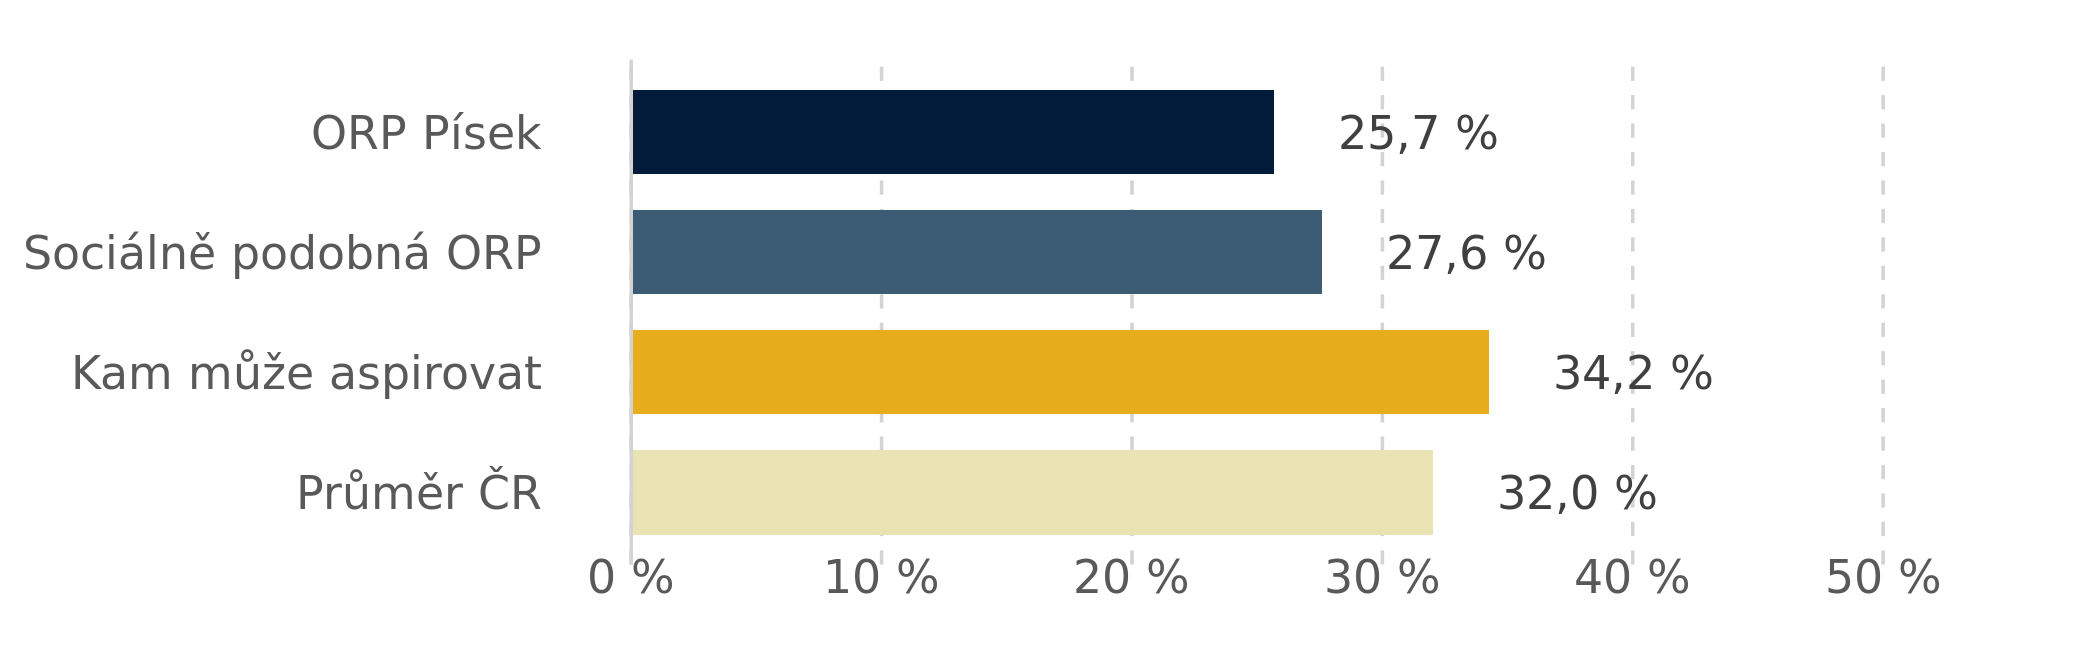 ORP Písek 25,7 %
Sociálně podobná ORP 27,6 %
Kam může aspirovat 34,2 %
Průměr ČR 32,0 %
0 % 10 % 20 % 30 % 40 % 50 %